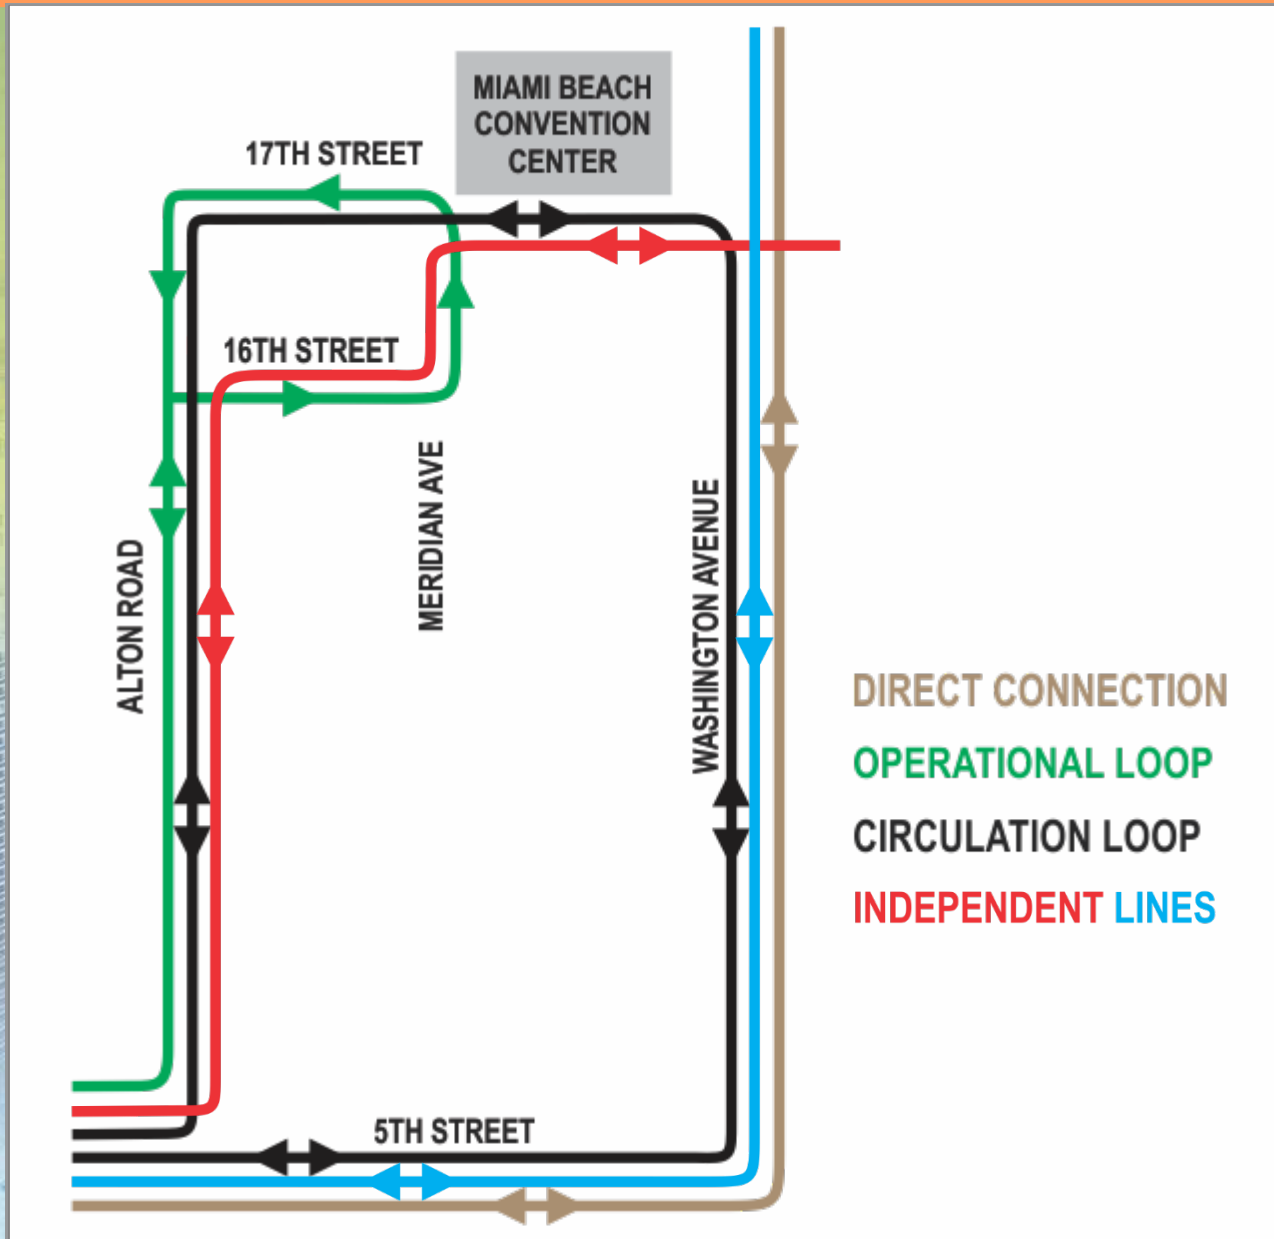 MIAMI BEACH
CONVENTION
CENTER
17TH STREET
16TH STREET
MERIDIAN AVE
WASHINGTON AVENUE
ALTON ROAD
DIRECT CONNECTION
OPERATIONAL LOOP
CIRCULATION LOOP
INDEPENDENT LINES
5TH STREET